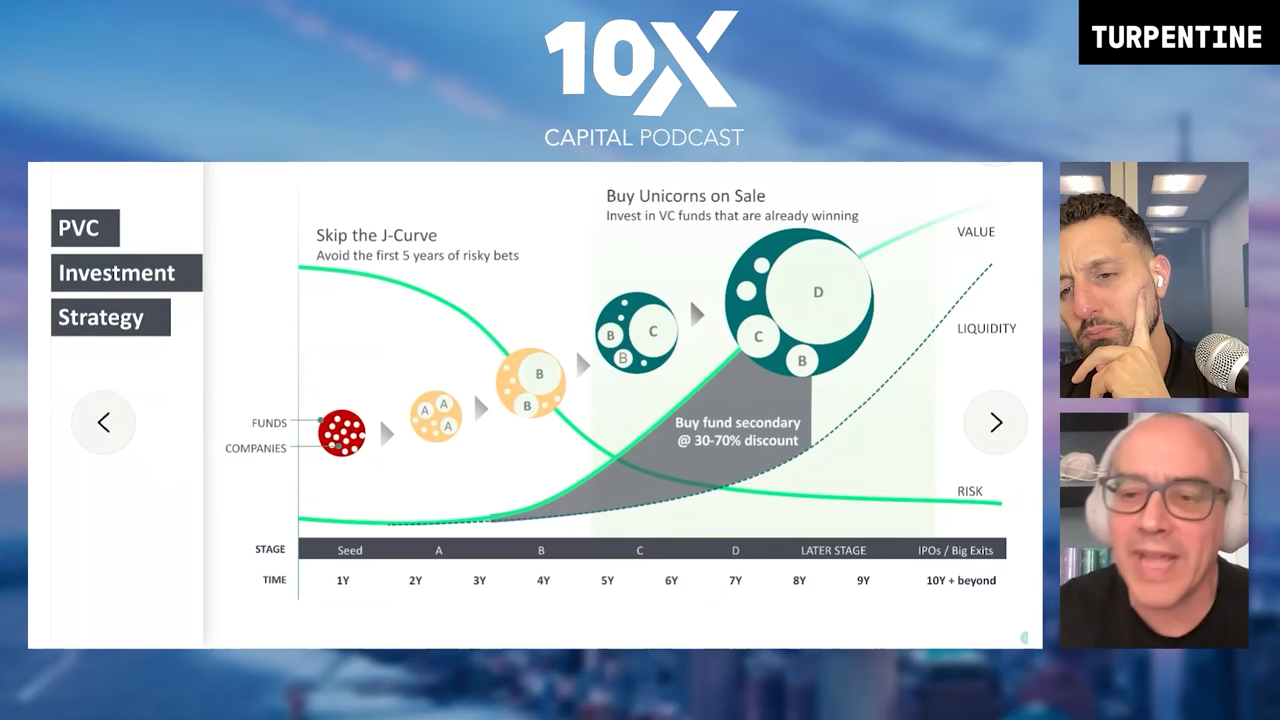 10X
CAPITAL PODCAST
TURPENTINE
PVC
Investment
Strategy
Skip the J-Curve
Avoid the first 5 years of risky bets
Buy Unicorns on Sale
Invest in VC funds that are already winning
VALUE
LIQUIDITY
RISK
FUNDS
COMPANIES
A A
A
B
B
B C
B
D
C
B
Buy fund secondary
@ 30-70% discount
STAGE Seed A B C D LATER STAGE IPOs / Big Exits
TIME 1Y 2Y 3Y 4Y 5Y 6Y 7Y 8Y 9Y 10Y + beyond